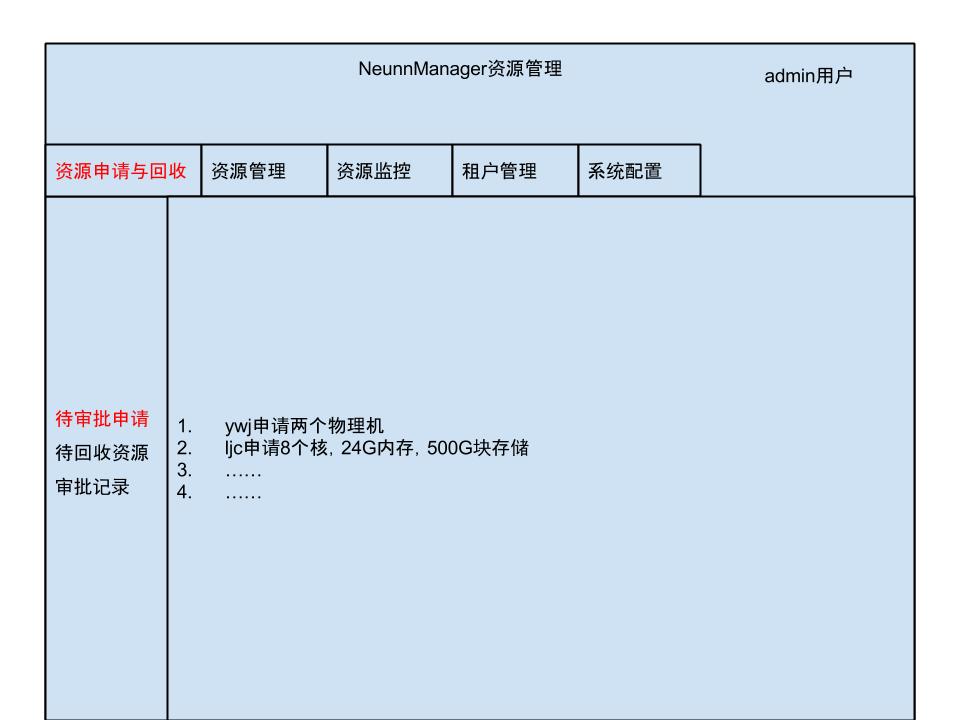 NeunnManager资源管理
admin用户
资源申请与回收 资源管理 资源监控 租户管理 系统配置
待审批申请
待回收资源
审批记录
1. ywj申请两个物理机
2. ljc申请8个核，24G内存，500G块存储
3. ……
4. ……